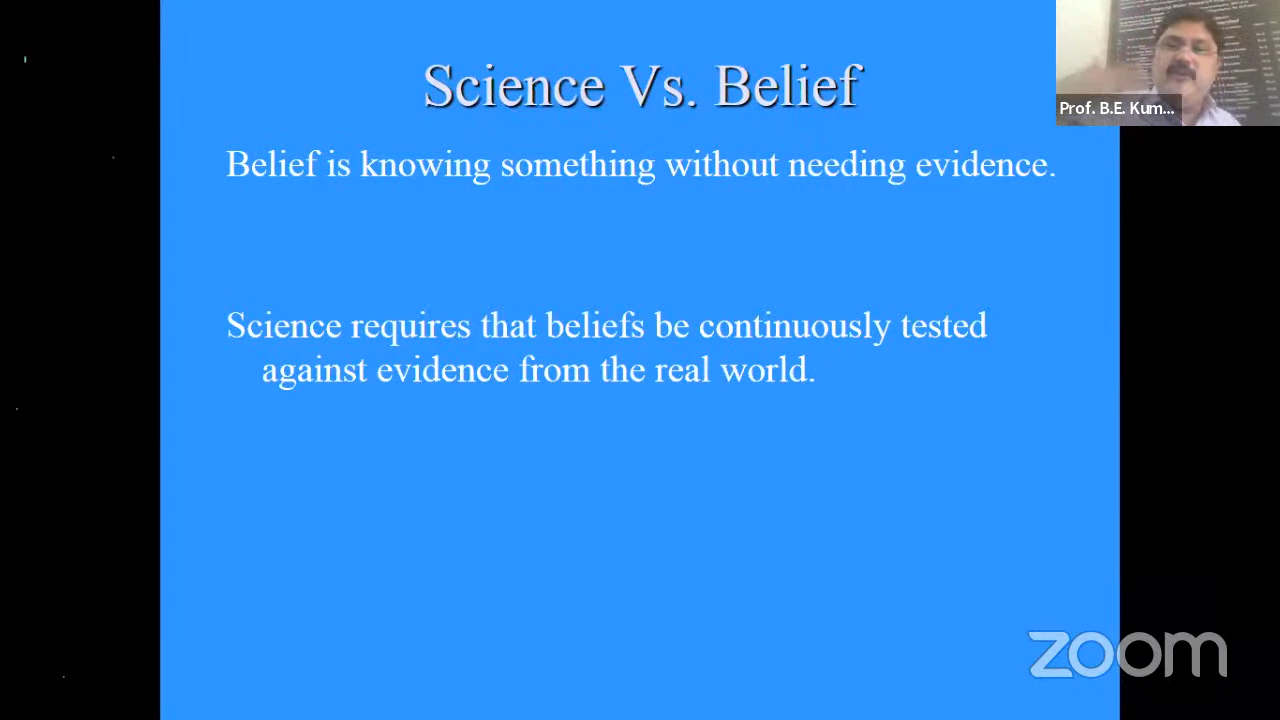 Science Vs. Belief
Belief is knowing something without needing evidence.
Science requires that beliefs be continuously tested
against evidence from the real world.
Prof. B.E. Kum...
zoom